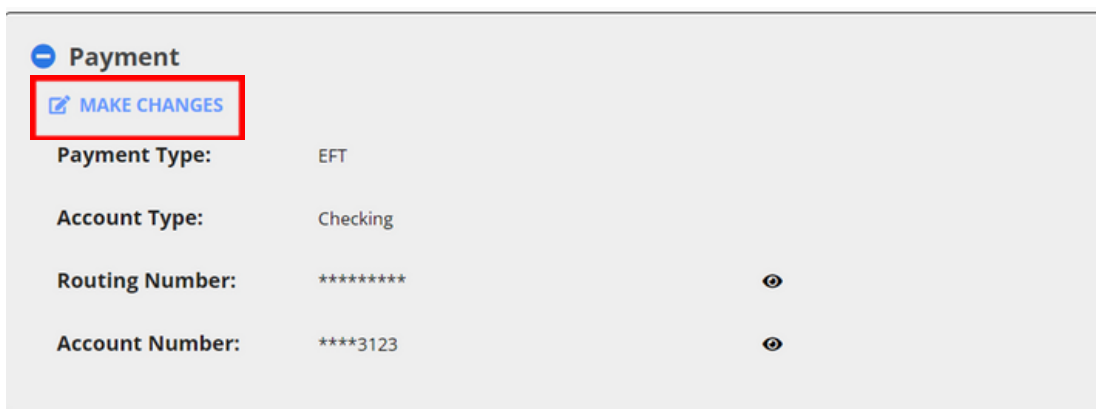 Payment
MAKE CHANGES
Payment Type: EFT
Account Type: Checking
Routing Number: *********
Account Number: ****3123